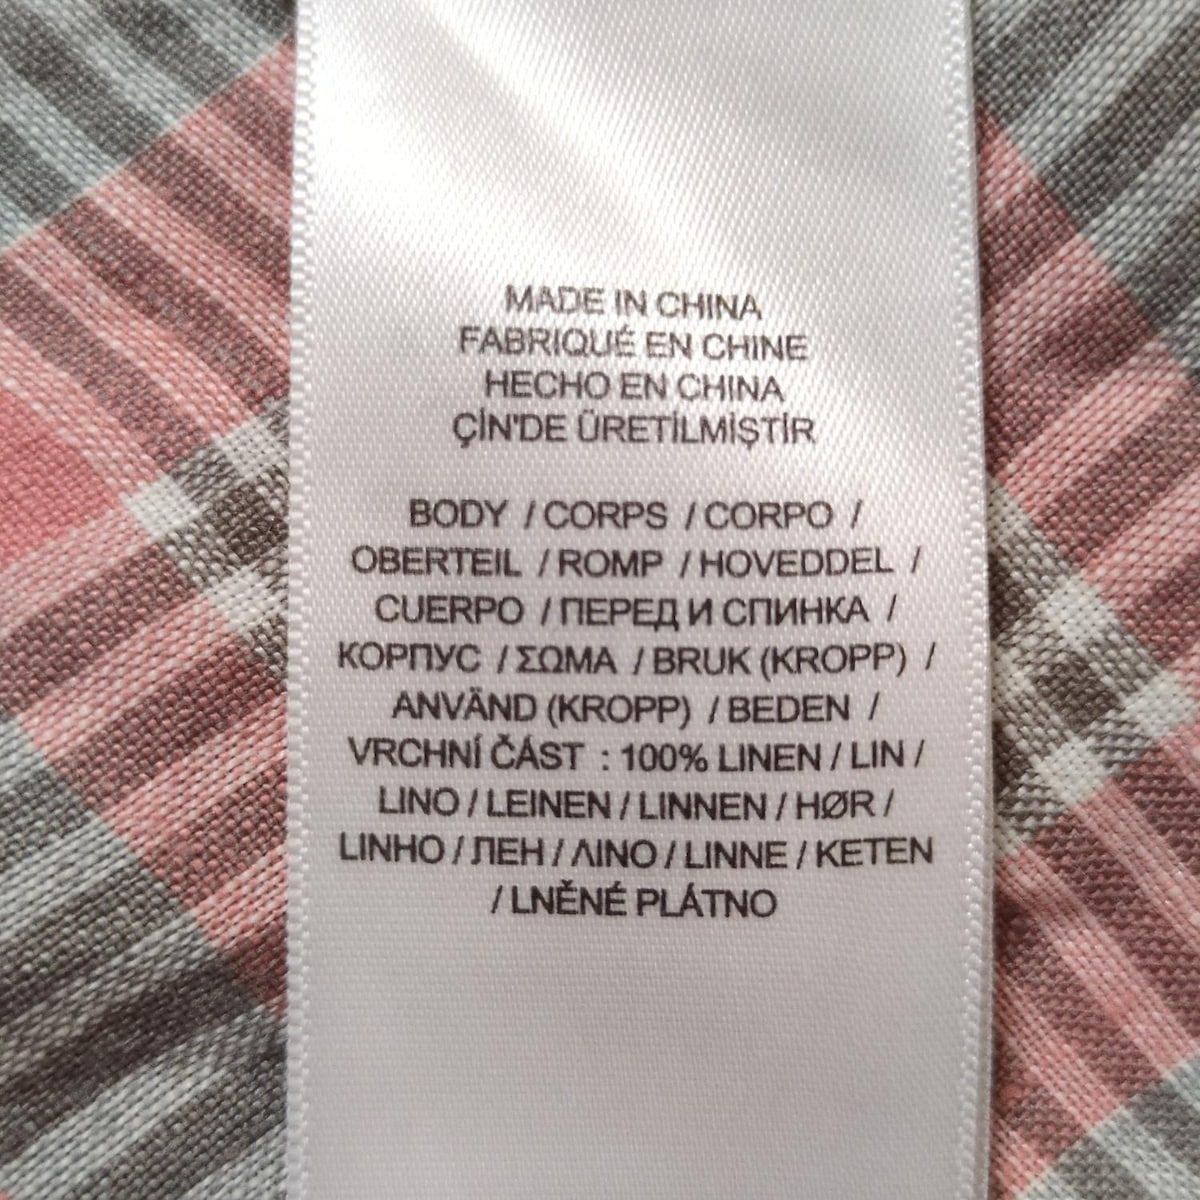 MADE IN CHINA
FABRIQUÉ EN CHINE
HECHO EN CHINA
ÇİN'DE ÜRETİLMİŞTİR
BODY / CORPS / CORPO /
OBERTEIL / ROMP / HOVEDDEL /
CUERPO / ПЕРЕД И СПИНКА /
КОРПУС / ΣΩΜΑ / BRUK (KROPP) /
ANVÄND (KROPP) / BEDEN /
VRCHNÍ ČÁST : 100% LINEN / LIN /
LINO / LEINEN / LINNEN / HØR /
LINHO / ЛЕН / ΛΙΝΟ / LINNE / KETEN
/ LNĚNÉ PLÁTNO